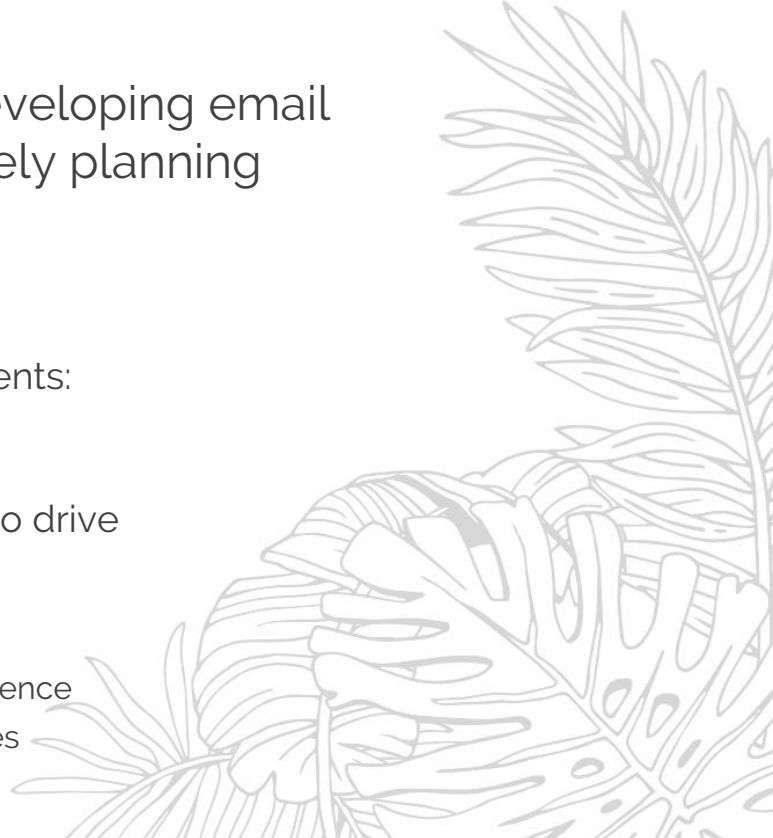 veloping email
ely planning
ents:
o drive
ence
es